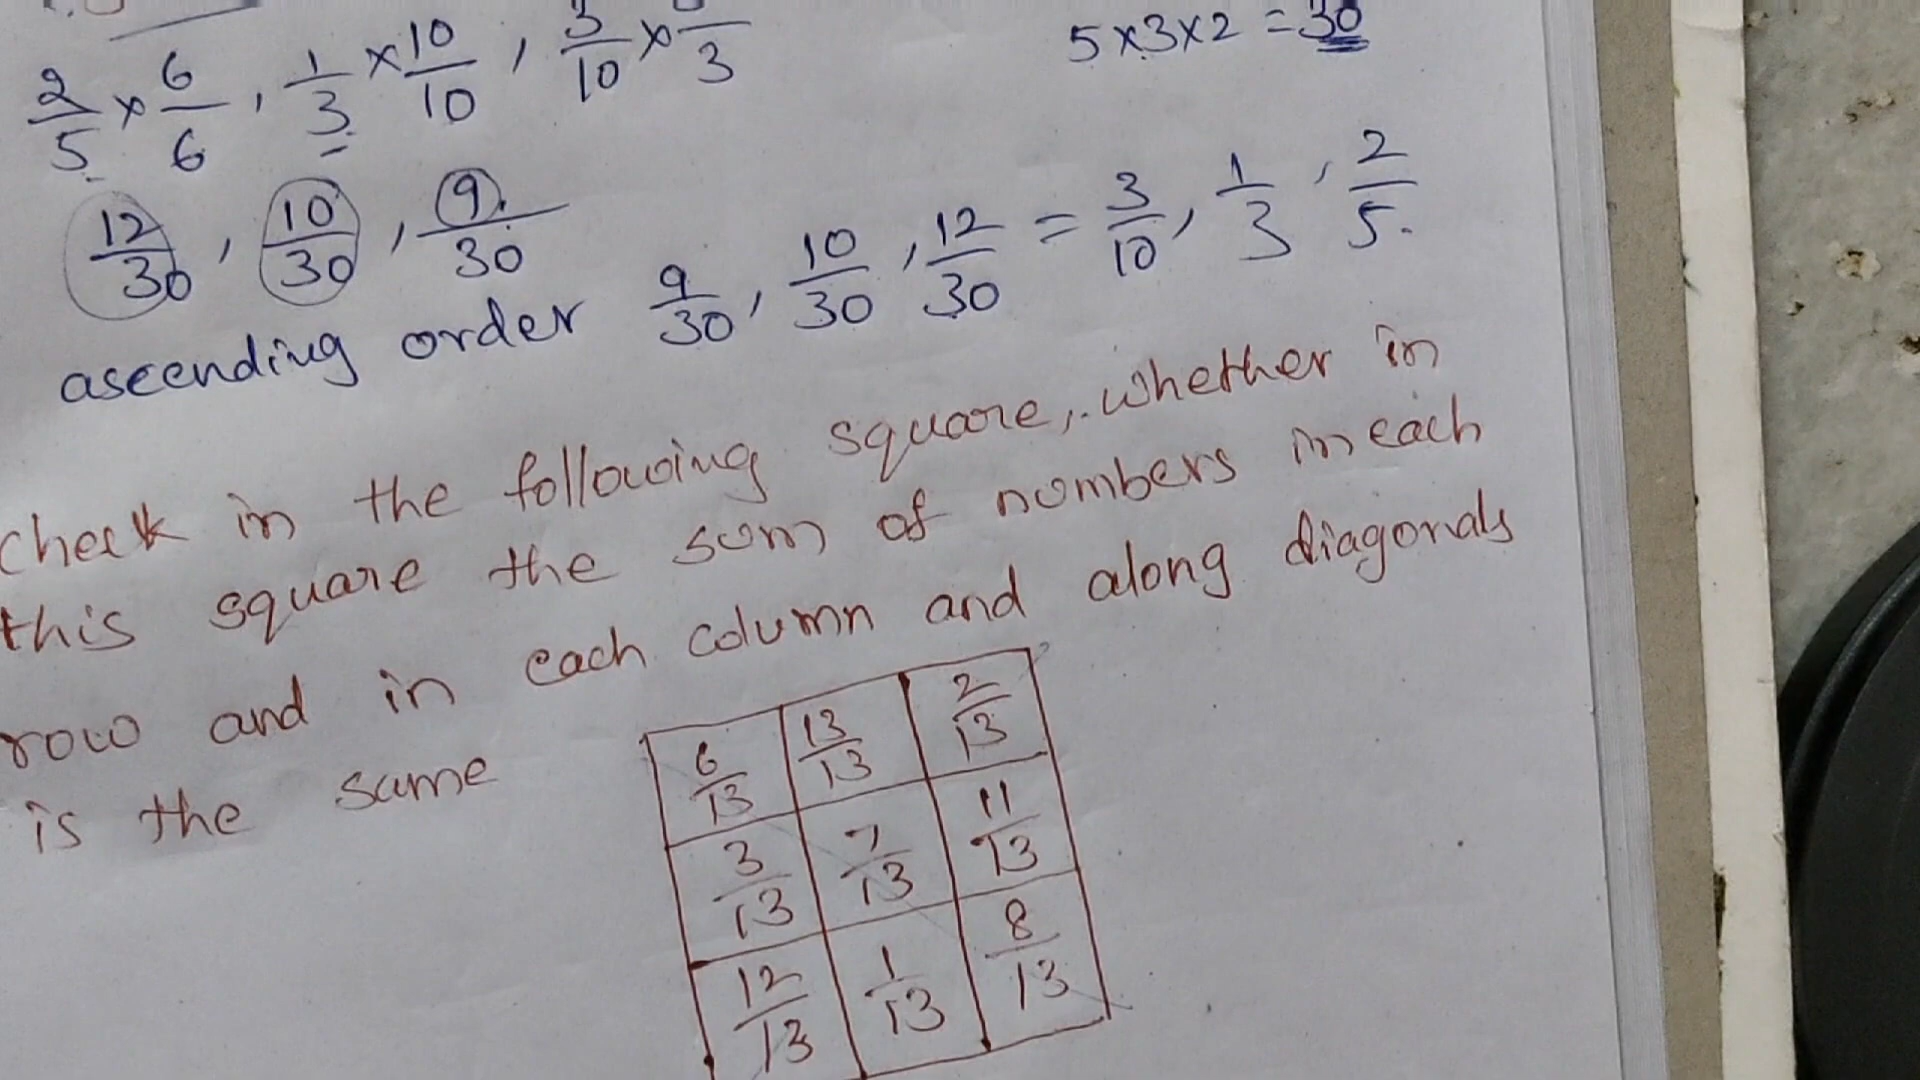 2/5 × 6/6 , 1/3 × 10/10 , 3/10 × /3
5×3×2 = 30
12/30 , 10/30 , 9/30
ascending order 9/30 , 10/30 , 12/30 = 3/10 , 1/3 , 2/5.
Check in the following square, whether in
this square the sum of numbers in each
row and in each column and along diagonals
is the same
6/13 13/13 2/13
3/13 7/13 11/13
12/13 1/13 8/13